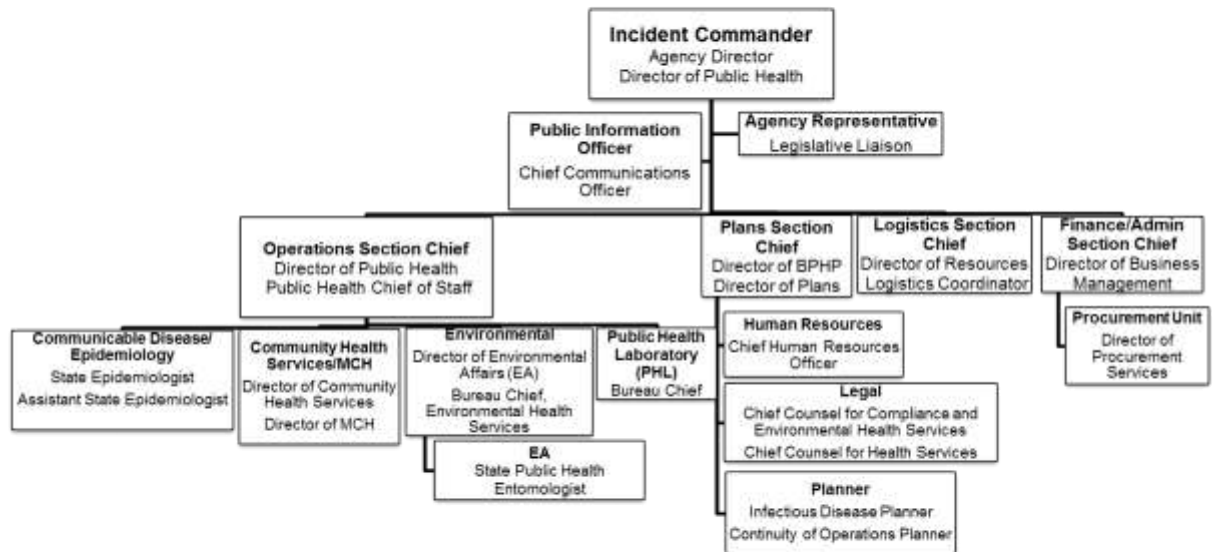 Incident Commander
Agency Director
Director of Public Health
Public Information
Officer
Chief Communications
Officer
Agency Representative
Legislative Liaison
Operations Section Chief
Director of Public Health
Public Health Chief of Staff
Plans Section
Chief
Director of BPHP
Director of Plans
Logistics Section
Chief
Director of Resources
Logistics Coordinator
Finance/Admin
Section Chief
Director of Business
Management
Communicable Disease/
Epidemiology
State Epidemiologist
Assistant State Epidemiologist
Community Health
Services/MCH
Director of Community
Health Services
Director of MCH
Environmental
Director of Environmental
Affairs (EA)
Bureau Chief,
Environmental Health
Services
EA
State Public Health
Entomologist
Public Health
Laboratory
(PHL)
Bureau Chief
Human Resources
Chief Human Resources
Officer
Legal
Chief Counsel for Compliance and
Environmental Health Services
Chief Counsel for Health Services
Planner
Infectious Disease Planner
Continuity of Operations Planner
Procurement Unit
Director of
Procurement
Services